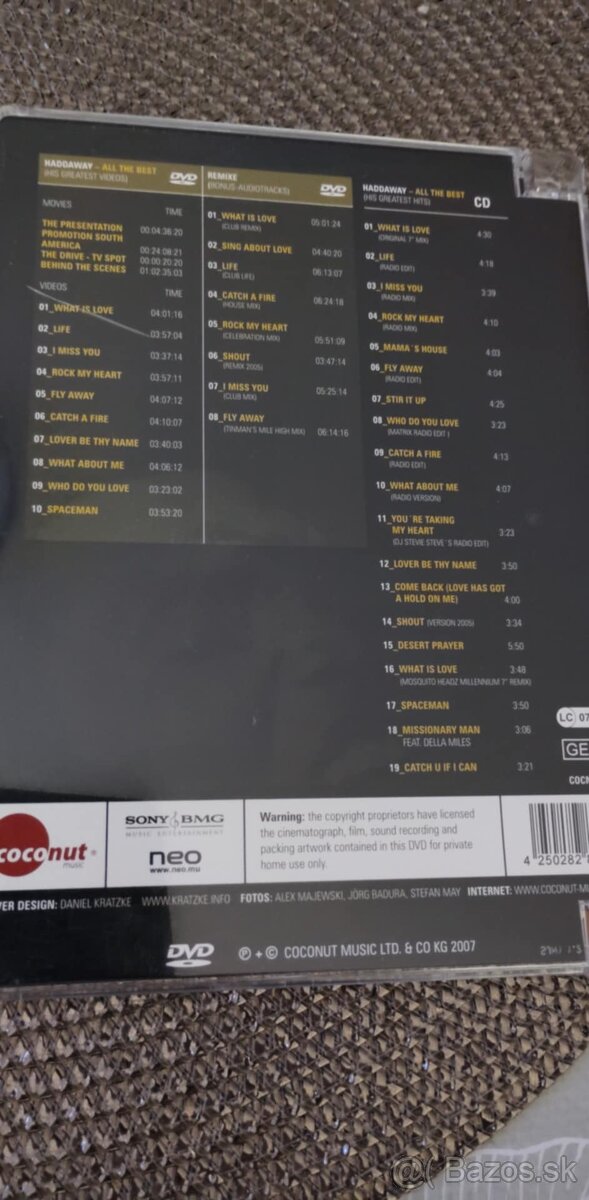 HADDAWAY – ALL THE BEST DVD
(HIS GREATEST VIDEOS)
MOVIES
TIME
THE PRESENTATION 00:04:36:20
PROMOTION SOUTH
AMERICA 00:24:08:21
THE DRIVE - TV SPOT 00:00:20:20
BEHIND THE SCENES 01:02:35:03
VIDEOS TIME
01_WHAT IS LOVE 04:01:16
02_LIFE 03:57:04
03_I MISS YOU 03:37:14
04_ROCK MY HEART 03:57:11
05_FLY AWAY 04:07:12
06_CATCH A FIRE 04:10:07
07_LOVER BE THY NAME 03:40:03
08_WHAT ABOUT ME 04:06:12
09_WHO DO YOU LOVE 03:23:02
10_SPACEMAN 03:53:20
REMIXE DVD
(BONUS-AUDIOTRACKS)
01_WHAT IS LOVE 05:01:24
(CLUB REMIX)
02_SING ABOUT LOVE 04:40:20
03_LIFE 06:13:07
(CLUB LIFE)
04_CATCH A FIRE 06:24:18
(HOUSE MIX)
05_ROCK MY HEART 05:51:09
(CELEBRATION MIX)
06_SHOUT 03:47:14
(REMIX 2005)
07_I MISS YOU 05:25:14
(CLUB MIX)
08_FLY AWAY 06:14:16
(TINMAN'S MILE HIGH MIX)
HADDAWAY – ALL THE BEST CD
(HIS GREATEST HITS)
01_WHAT IS LOVE 4:30
(ORIGINAL 7" MIX)
02_LIFE 4:18
(RADIO EDIT)
03_I MISS YOU 3:39
(RADIO MIX)
04_ROCK MY HEART 4:10
(RADIO MIX)
05_MAMA´S HOUSE 4:03
06_FLY AWAY 4:04
(RADIO EDIT)
07_STIR IT UP 4:25
08_WHO DO YOU LOVE 3:23
(MATRIX RADIO EDIT )
09_CATCH A FIRE 4:13
(RADIO EDIT)
10_WHAT ABOUT ME 4:07
(RADIO VERSION)
11_YOU´RE TAKING
MY HEART 3:23
(DJ STEVIE STEVE´S RADIO EDIT)
12_LOVER BE THY NAME 3:50
13_COME BACK (LOVE HAS GOT
A HOLD ON ME) 4:00
14_SHOUT (VERSION 2005) 3:34
15_DESERT PRAYER 5:50
16_WHAT IS LOVE 3:48
(MOSQUITO HEADZ MILLENNIUM 7" REMIX)
17_SPACEMAN 3:50
18_MISSIONARY MAN 3:06
FEAT. DELLA MILES
19_CATCH U IF I CAN 3:21
LC 07
GE
COCN
coconut®
music
SONY BMG
MUSIC ENTERTAINMENT
neo
www.neo.mu
Warning: the copyright proprietors have licensed
the cinematograph, film, sound recording and
packing artwork contained in this DVD for private
home use only.
4 250282
VER DESIGN: DANIEL KRATZKE WWW.KRATZKE.INFO FOTOS: ALEX MAJEWSKI, JÖRG BADURA, STEFAN MAY INTERNET: WWW.COCONUT-M
DVD ℗ + © COCONUT MUSIC LTD. & CO KG 2007
@( Bazos.sk